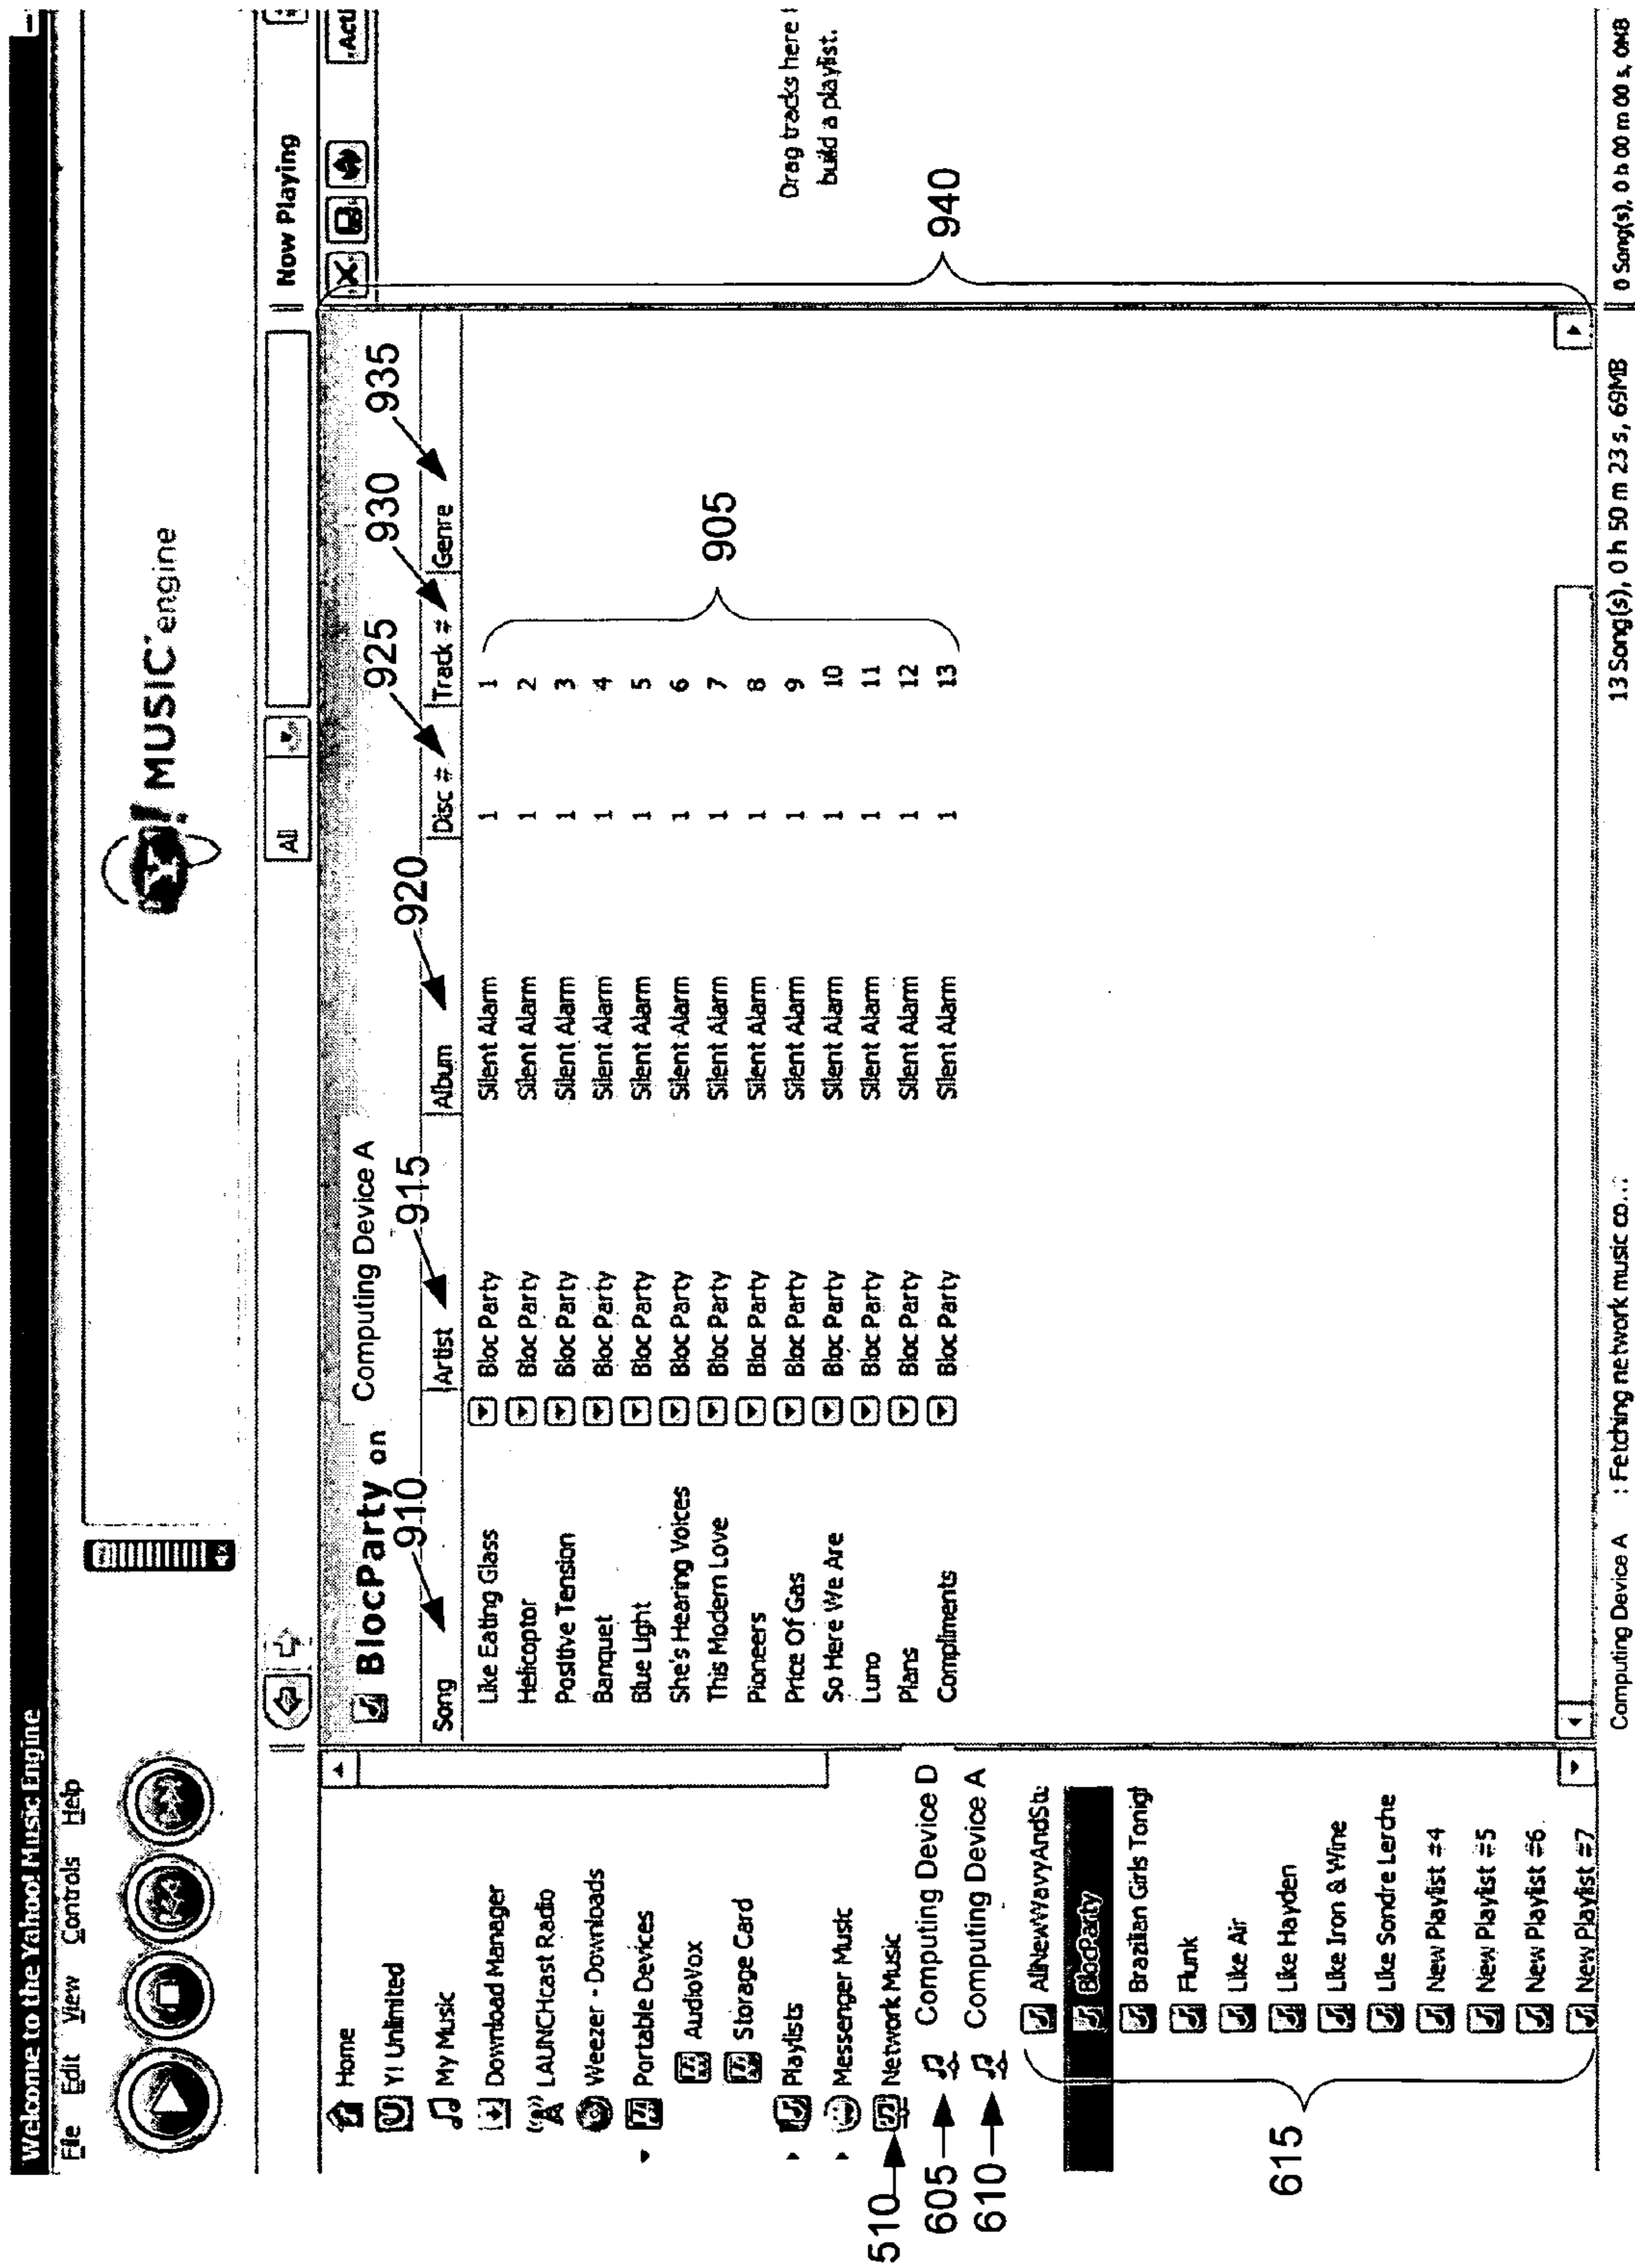 Welcome to the Yahoo! Music Engine
File Edit View Controls Help
Y! MUSIC engine
All
Now Playing
Home
Y! Unlimited
My Music
Download Manager
LAUNCHcast Radio
Weezer - Downloads
Portable Devices
AudioVox
Storage Card
Playlists
Messenger Music
510
Network Music
605
Computing Device D
610
Computing Device A
615
AllNewWavyAndSt
BlocParty
Brazilian Girls Tonigh
Flunk
Like Air
Like Hayden
Like Iron & Wine
Like Sondre Lerche
New Playlist #4
New Playlist #5
New Playlist #6
New Playlist #7
BlocParty on Computing Device A
910 915 920 925 930 935
Song Artist Album Disc # Track # Genre
Like Eating Glass Bloc Party Silent Alarm 1 1
Helicoptor Bloc Party Silent Alarm 1 2
Positive Tension Bloc Party Silent Alarm 1 3
Banquet Bloc Party Silent Alarm 1 4
Blue Light Bloc Party Silent Alarm 1 5
She's Hearing Voices Bloc Party Silent Alarm 1 6
This Modern Love Bloc Party Silent Alarm 1 7
Pioneers Bloc Party Silent Alarm 1 8
Price Of Gas Bloc Party Silent Alarm 1 9
So Here We Are Bloc Party Silent Alarm 1 10
Luno Bloc Party Silent Alarm 1 11
Plans Bloc Party Silent Alarm 1 12
Compliments Bloc Party Silent Alarm 1 13
905
940
Acti
Drag tracks here t
build a playlist.
Computing Device A : Fetching network music co...
13 Song(s), 0 h 50 m 23 s, 69MB
0 Song(s), 0 h 00 m 00 s, 0MB